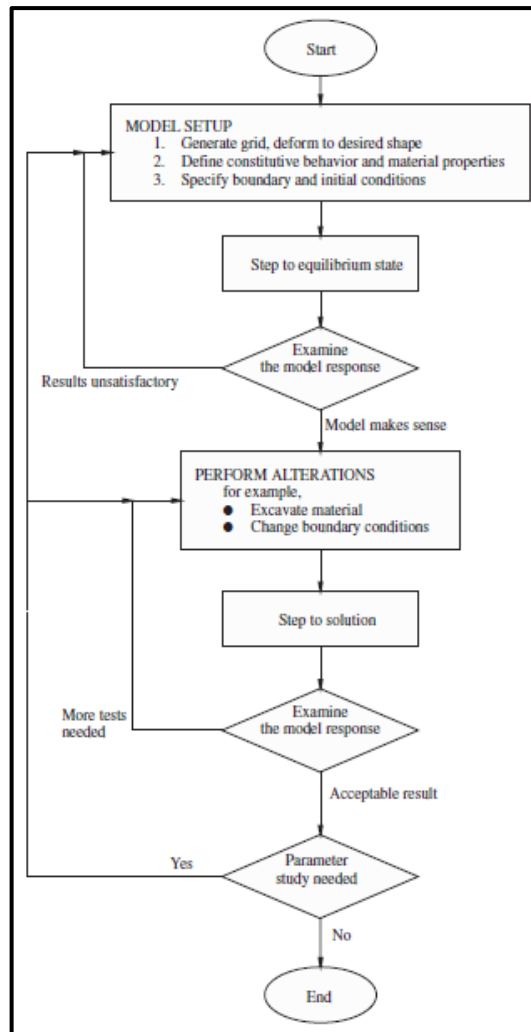 Start
MODEL SETUP
1. Generate grid, deform to desired shape
2. Define constitutive behavior and material properties
3. Specify boundary and initial conditions
Step to equilibrium state
Examine
the model response
Results unsatisfactory
Model makes sense
PERFORM ALTERATIONS
for example,
● Excavate material
● Change boundary conditions
Step to solution
More tests
needed
Examine
the model response
Acceptable result
Yes
Parameter
study needed
No
End